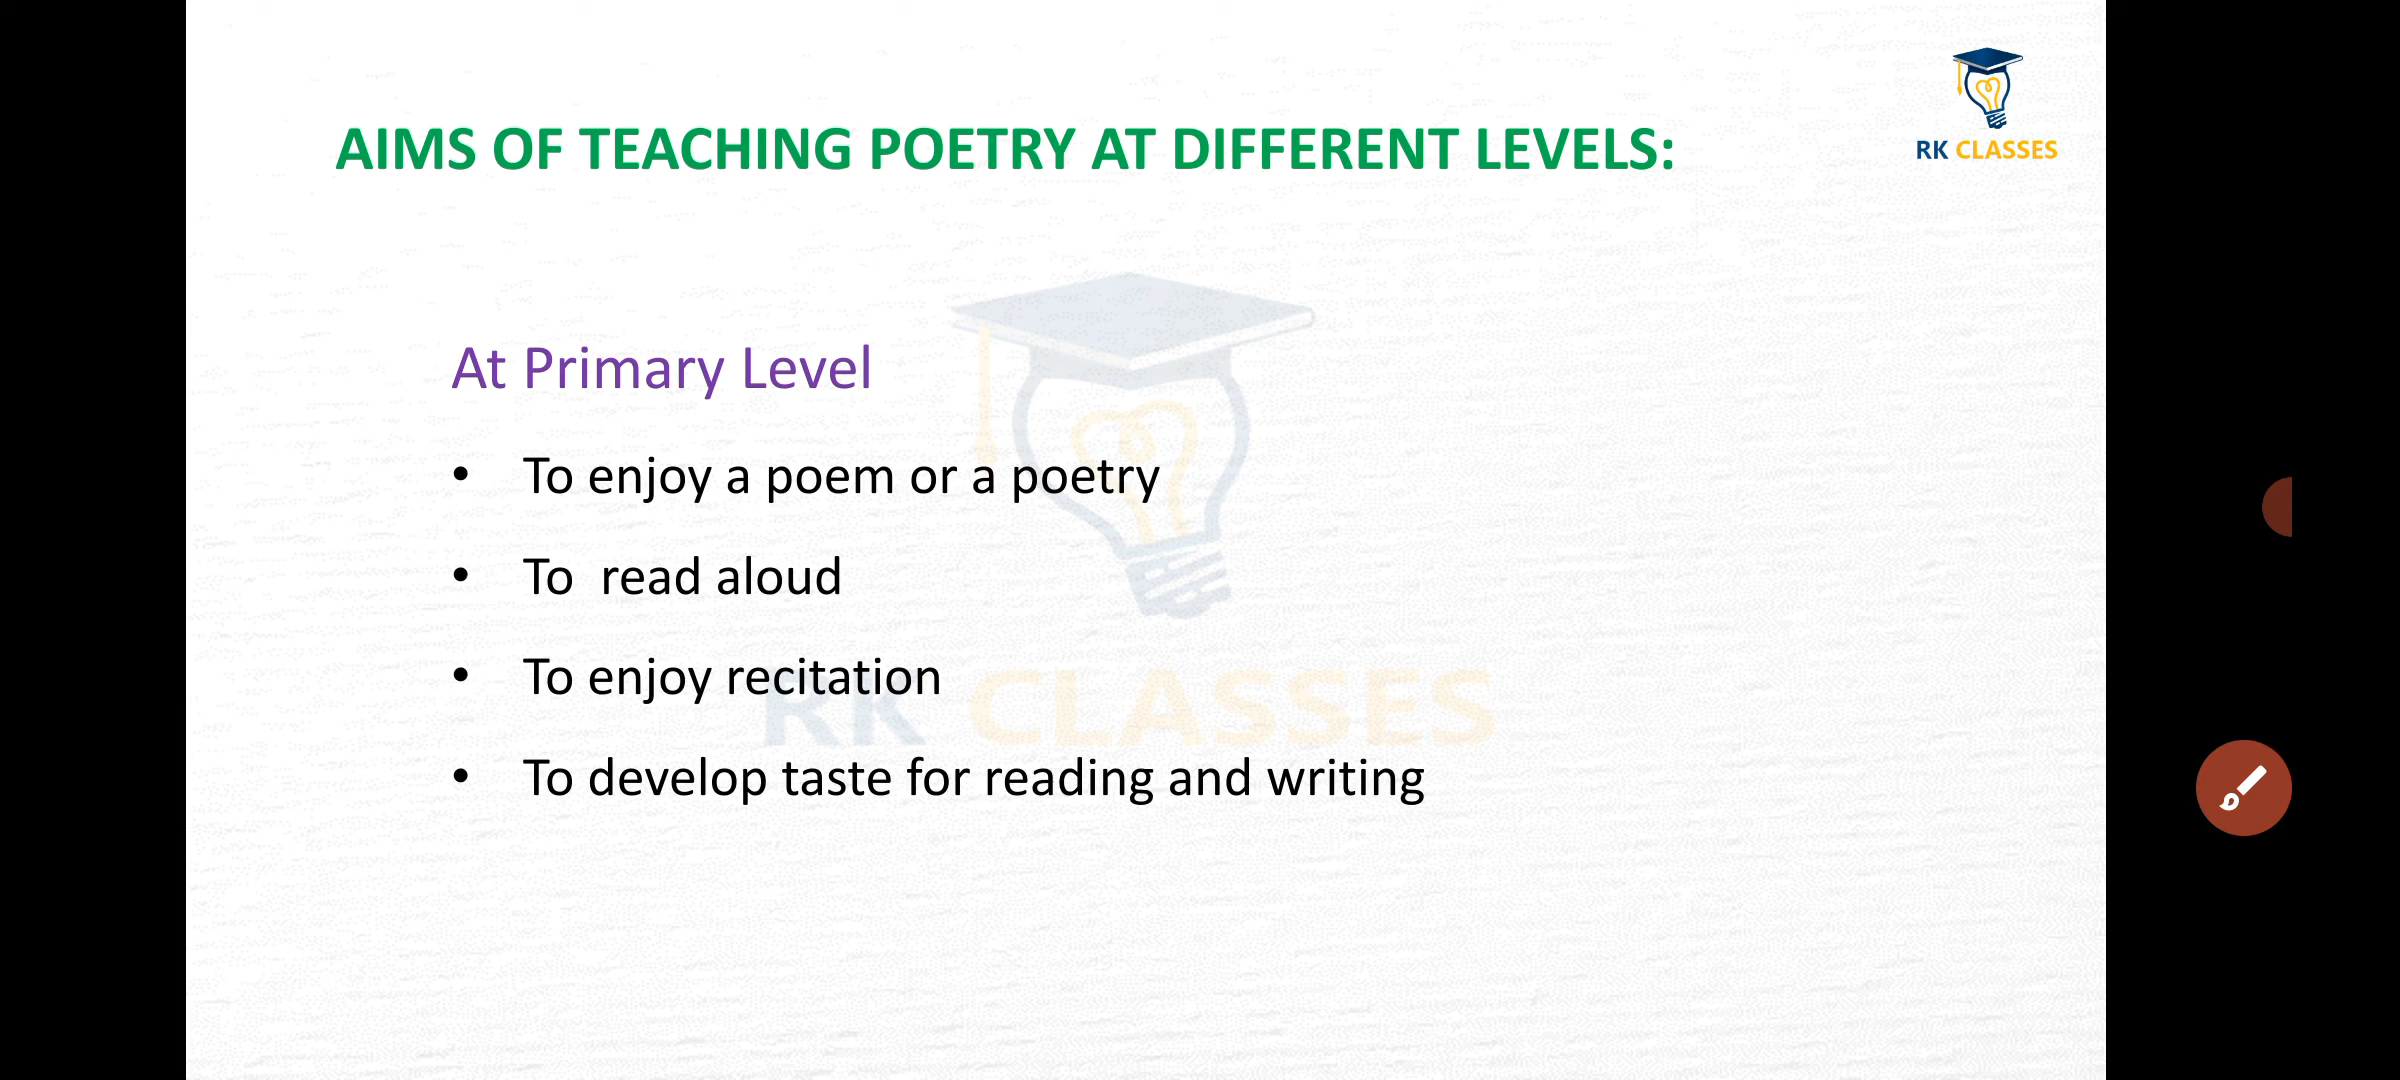 RK CLASSES
AIMS OF TEACHING POETRY AT DIFFERENT LEVELS:
At Primary Level
• To enjoy a poem or a poetry
• To  read aloud
• To enjoy recitation
RK CLASSES
• To develop taste for reading and writing